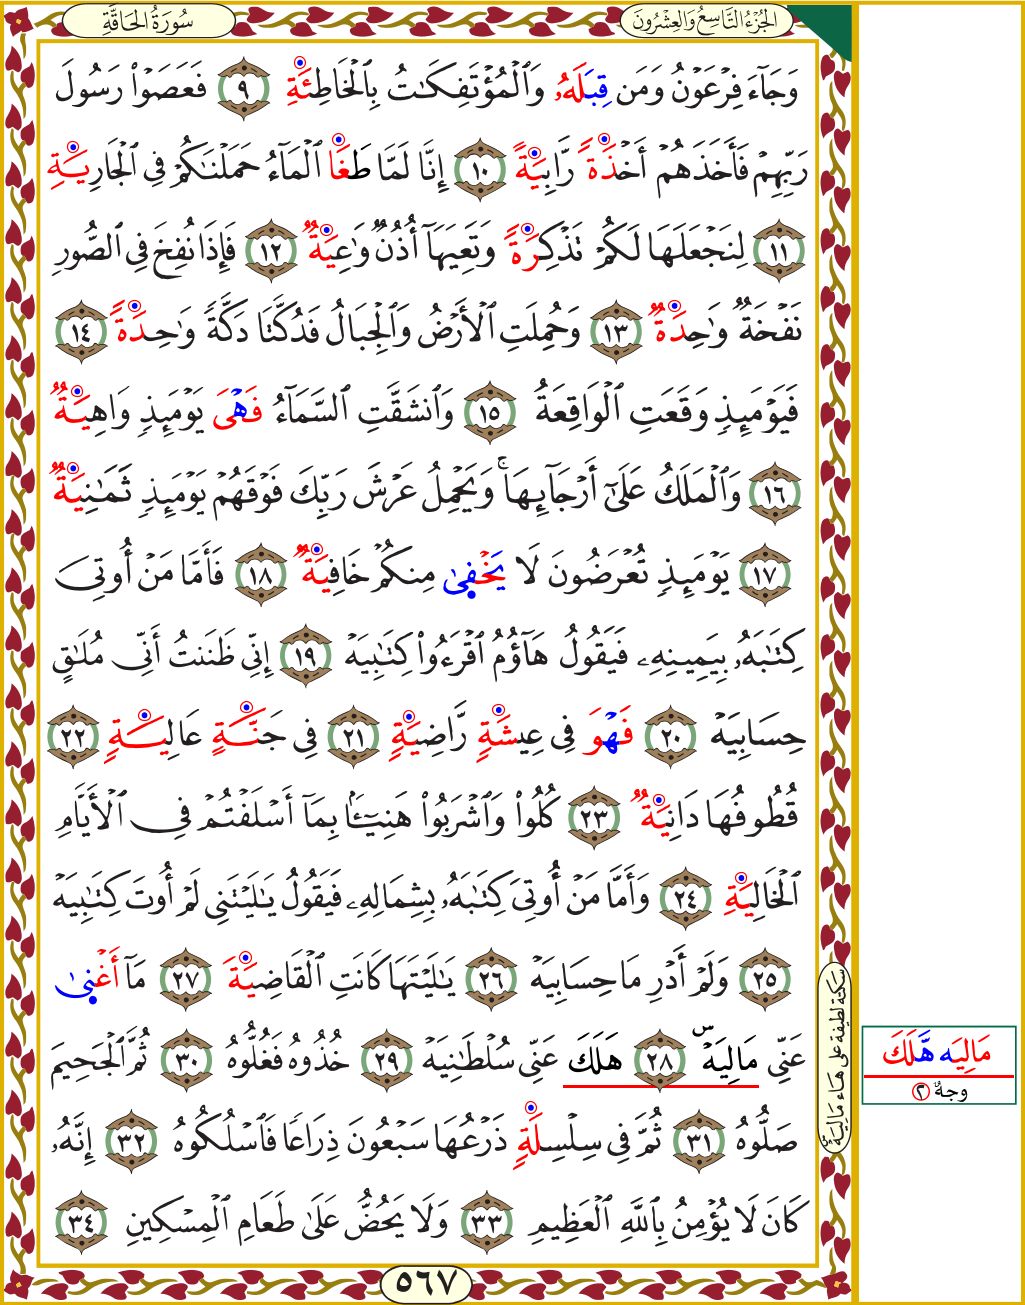 الجُزْءُ التَّاسِعُ وَالعِشْرُونَ
سُورَةُ الحَاقَّةِ
وَجَآءَ فِرْعَوْنُ وَمَن قِبَلَهُۥ وَٱلْمُؤْتَفِكَٰتُ بِٱلْخَاطِئَةِ ٩ فَعَصَوْا۟ رَسُولَ
رَبِّهِمْ فَأَخَذَهُمْ أَخْذَةً رَّابِيَةً ١٠ إِنَّا لَمَّا طَغَا ٱلْمَآءُ حَمَلْنَٰكُمْ فِى ٱلْجَارِيَةِ
١١ لِنَجْعَلَهَا لَكُمْ تَذْكِرَةً وَتَعِيَهَآ أُذُنٌ وَٰعِيَةٌ ١٢ فَإِذَا نُفِخَ فِى ٱلصُّورِ
نَفْخَةٌ وَٰحِدَةٌ ١٣ وَحُمِلَتِ ٱلْأَرْضُ وَٱلْجِبَالُ فَدُكَّتَا دَكَّةً وَٰحِدَةً ١٤
فَيَوْمَئِذٍ وَقَعَتِ ٱلْوَاقِعَةُ ١٥ وَٱنشَقَّتِ ٱلسَّمَآءُ فَهْىَ يَوْمَئِذٍ وَاهِيَةٌ
١٦ وَٱلْمَلَكُ عَلَىٰٓ أَرْجَآئِهَا ۚ وَيَحْمِلُ عَرْشَ رَبِّكَ فَوْقَهُمْ يَوْمَئِذٍ ثَمَٰنِيَةٌ
١٧ يَوْمَئِذٍ تُعْرَضُونَ لَا يَخْفِىٰ مِنكُمْ خَافِيَةٌ ١٨ فَأَمَّا مَنْ أُوتِىَ
كِتَٰبَهُۥ بِيَمِينِهِۦ فَيَقُولُ هَآؤُمُ ٱقْرَءُوا۟ كِتَٰبِيَهْ ١٩ إِنِّى ظَنَنتُ أَنِّى مُلَٰقٍ
حِسَابِيَهْ ٢٠ فَهْوَ فِى عِيشَةٍ رَّاضِيَةٍ ٢١ فِى جَنَّةٍ عَالِيَةٍ ٢٢
قُطُوفُهَا دَانِيَةٌ ٢٣ كُلُوا۟ وَٱشْرَبُوا۟ هَنِيٓـًٔۢا بِمَآ أَسْلَفْتُمْ فِى ٱلْأَيَّامِ
ٱلْخَالِيَةِ ٢٤ وَأَمَّا مَنْ أُوتِىَ كِتَٰبَهُۥ بِشِمَالِهِۦ فَيَقُولُ يَٰلَيْتَنِى لَمْ أُوتَ كِتَٰبِيَهْ
٢٥ وَلَمْ أَدْرِ مَا حِسَابِيَهْ ٢٦ يَٰلَيْتَهَا كَانَتِ ٱلْقَاضِيَةَ ٢٧ مَآ أَغْنِىٰ
عَنِّى مَالِيَهْۜ ٢٨ هَلَكَ عَنِّى سُلْطَٰنِيَهْ ٢٩ خُذُوهُ فَغُلُّوهُ ٣٠ ثُمَّ ٱلْجَحِيمَ
صَلُّوهُ ٣١ ثُمَّ فِى سِلْسِلَةٍ ذَرْعُهَا سَبْعُونَ ذِرَاعًا فَٱسْلُكُوهُ ٣٢ إِنَّهُۥ
كَانَ لَا يُؤْمِنُ بِٱللَّهِ ٱلْعَظِيمِ ٣٣ وَلَا يَحُضُّ عَلَىٰ طَعَامِ ٱلْمِسْكِينِ ٣٤
٥٦٧
سكتة لطيفة على هاء مَالِيَهْۜ
مَالِيَه هَّلَكَ
وجهٌ ٢